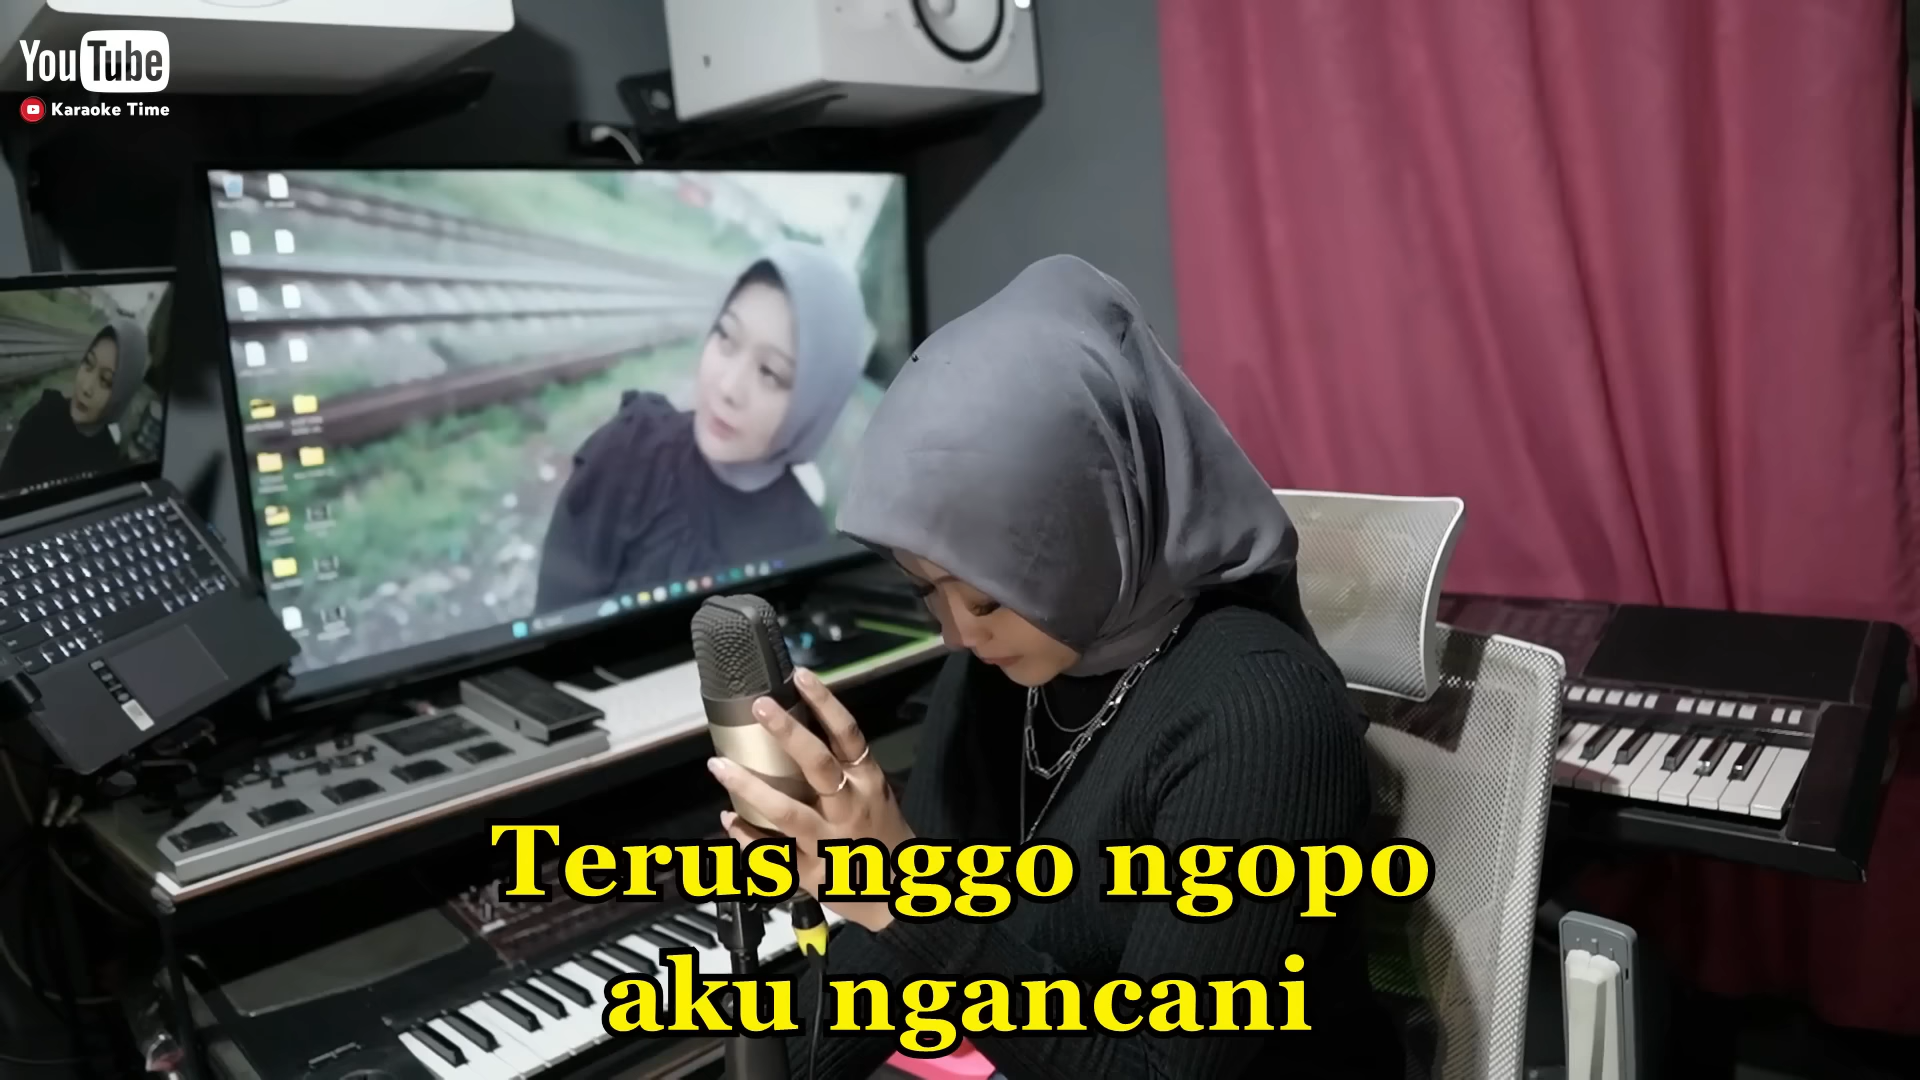 YouTube
Karaoke Time
Terus nggo ngopo
aku ngancani